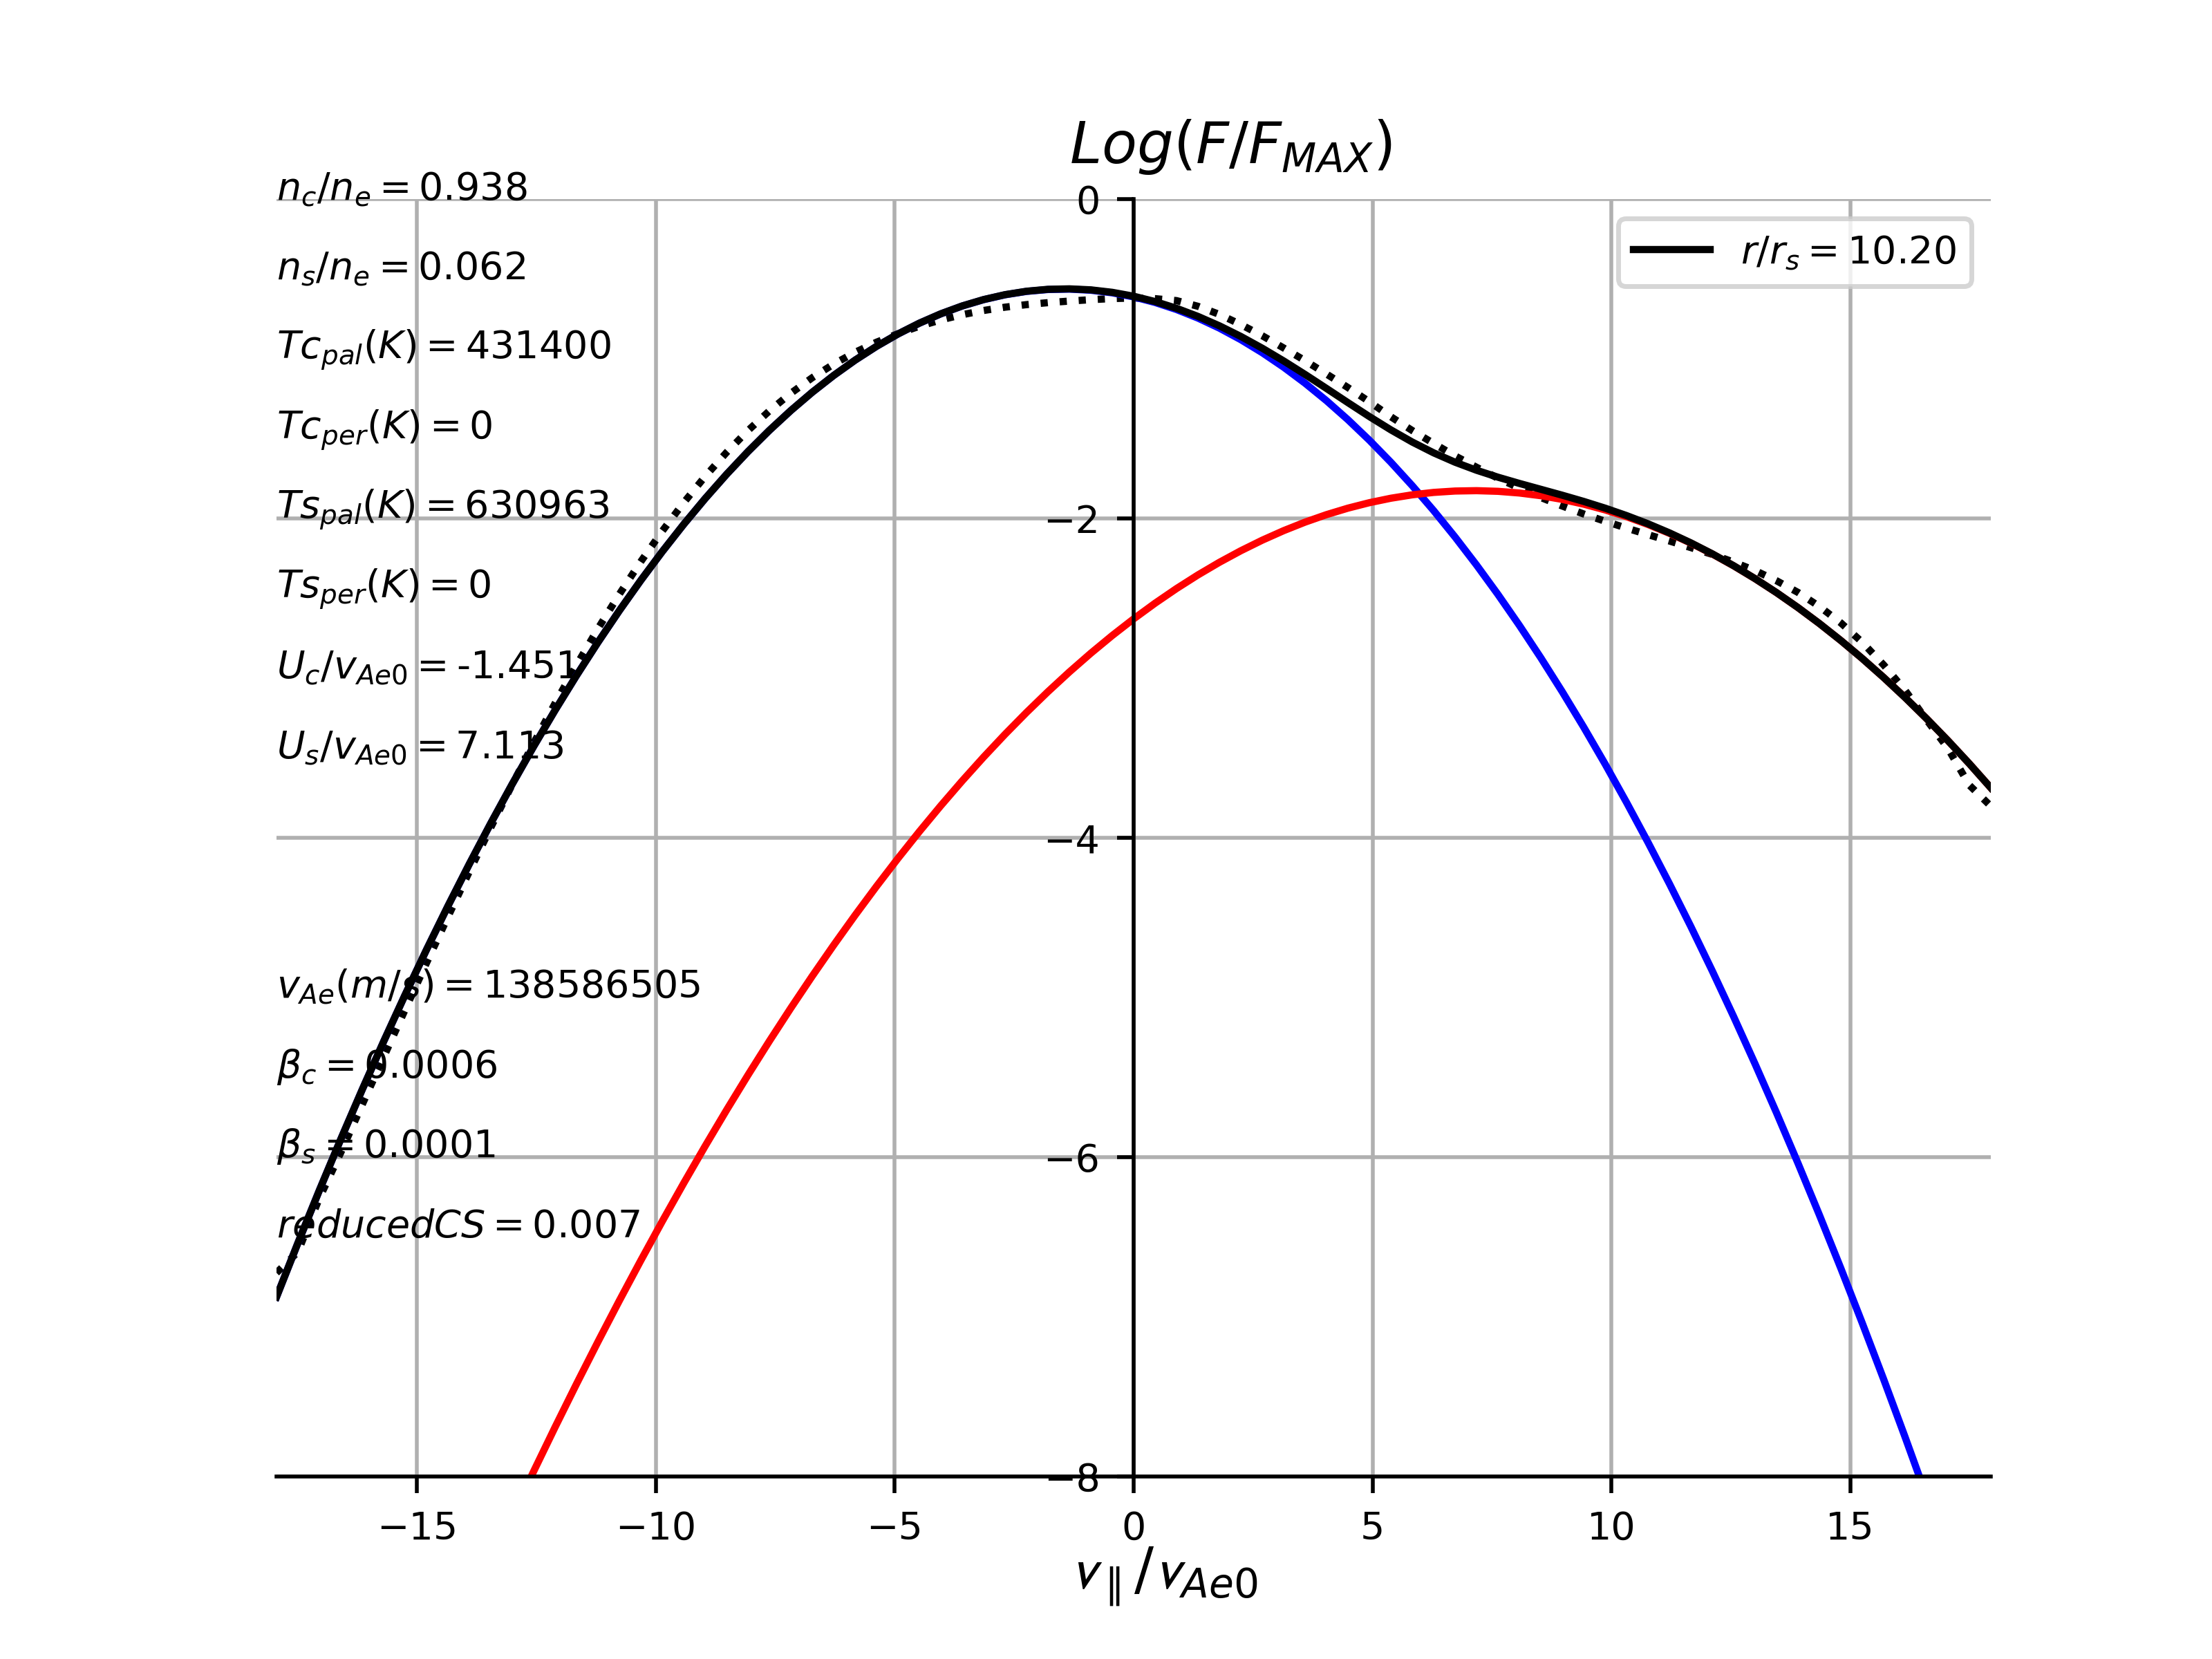 Log(F/F_MAX)
n_c/n_e = 0.938
0
r/r_s = 10.20
n_s/n_e = 0.062
Tc_pal(K) = 431400
Tc_per(K) = 0
Ts_pal(K) = 630963
−2
Ts_per(K) = 0
U_c/v_Ae0 = -1.451
U_s/v_Ae0 = 7.113
−4
v_Ae(m/s) = 138586505
β_c = 0.0006
β_s = 0.0001
−6
reducedCS = 0.007
−8
−15 −10 −5 0 5 10 15
v_∥/v_Ae0